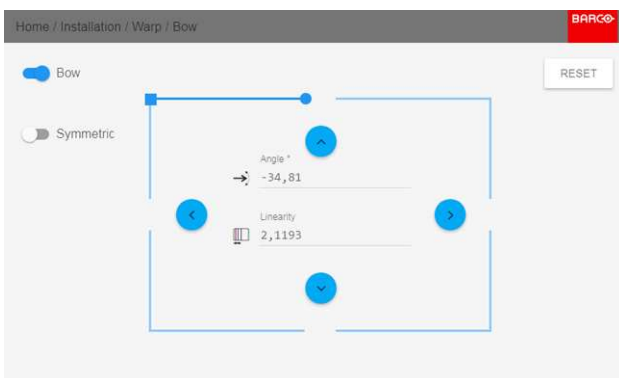 Home / Installation / Warp / Bow
BARCO
Bow
RESET
Symmetric
Angle *
-34,81
Linearity
2,1193